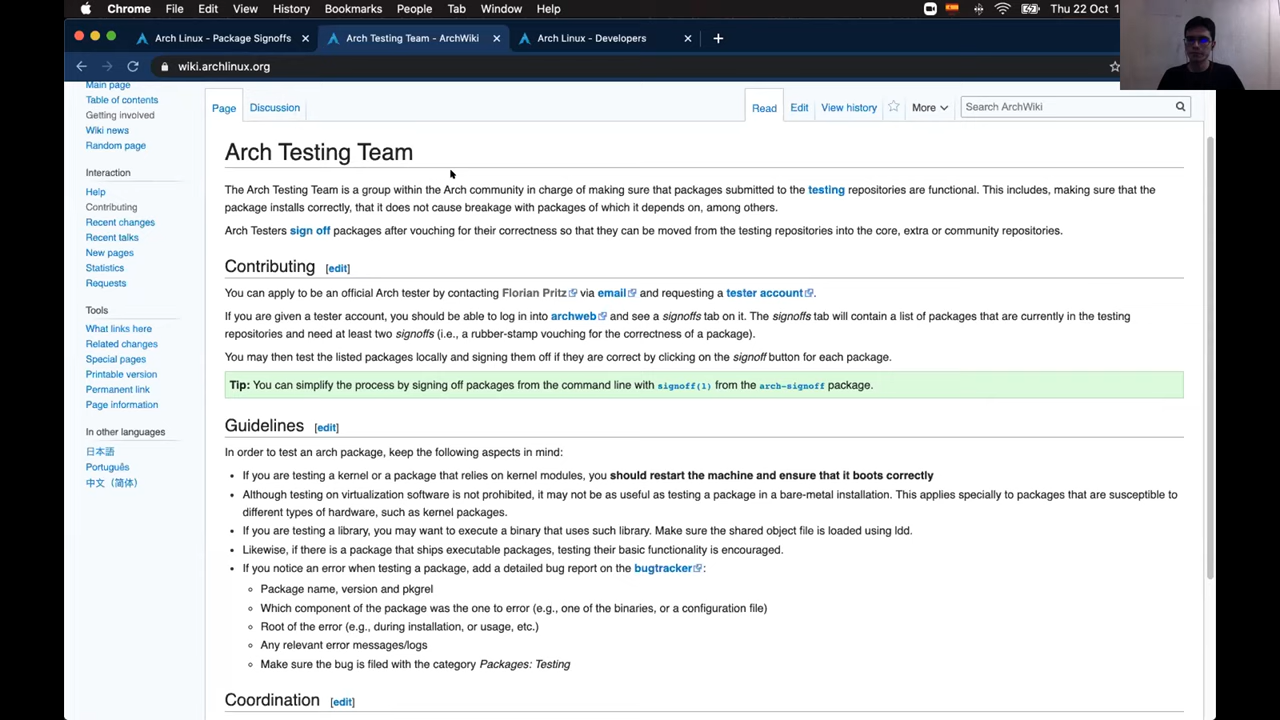 Chrome File Edit View History Bookmarks People Tab Window Help Thu 22 Oct 1
Arch Linux - Package Signoffs Arch Testing Team - ArchWiki Arch Linux - Developers
wiki.archlinux.org
Main page
Table of contents
Getting involved
Wiki news
Random page
Interaction
Help
Contributing
Recent changes
Recent talks
New pages
Statistics
Requests
Tools
What links here
Related changes
Special pages
Printable version
Permanent link
Page information
In other languages
日本語
Português
中文（简体）
Page Discussion Read Edit View history More Search ArchWiki
Arch Testing Team
The Arch Testing Team is a group within the Arch community in charge of making sure that packages submitted to the testing repositories are functional. This includes, making sure that the
package installs correctly, that it does not cause breakage with packages of which it depends on, among others.
Arch Testers sign off packages after vouching for their correctness so that they can be moved from the testing repositories into the core, extra or community repositories.
Contributing [edit]
You can apply to be an official Arch tester by contacting Florian Pritz via email and requesting a tester account.
If you are given a tester account, you should be able to log in into archweb and see a signoffs tab on it. The signoffs tab will contain a list of packages that are currently in the testing
repositories and need at least two signoffs (i.e., a rubber-stamp vouching for the correctness of a package).
You may then test the listed packages locally and signing them off if they are correct by clicking on the signoff button for each package.
Tip: You can simplify the process by signing off packages from the command line with signoff(1) from the arch-signoff package.
Guidelines [edit]
In order to test an arch package, keep the following aspects in mind:
If you are testing a kernel or a package that relies on kernel modules, you should restart the machine and ensure that it boots correctly
Although testing on virtualization software is not prohibited, it may not be as useful as testing a package in a bare-metal installation. This applies specially to packages that are susceptible to
different types of hardware, such as kernel packages.
If you are testing a library, you may want to execute a binary that uses such library. Make sure the shared object file is loaded using ldd.
Likewise, if there is a package that ships executable packages, testing their basic functionality is encouraged.
If you notice an error when testing a package, add a detailed bug report on the bugtracker:
Package name, version and pkgrel
Which component of the package was the one to error (e.g., one of the binaries, or a configuration file)
Root of the error (e.g., during installation, or usage, etc.)
Any relevant error messages/logs
Make sure the bug is filed with the category Packages: Testing
Coordination [edit]